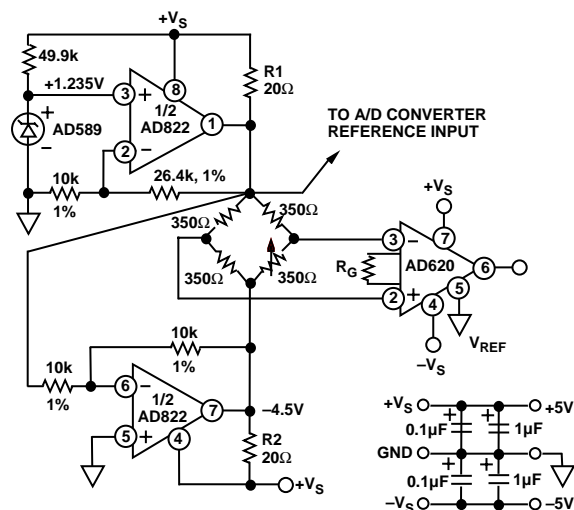 +VS
49.9k
R1
20Ω
+1.235V
3
+
8
1/2
AD822
1
AD589
+
−
2
−
TO A/D CONVERTER
REFERENCE INPUT
10k
1%
26.4k, 1%
350Ω
350Ω
350Ω
350Ω
+VS
3
−
7
RG
AD620
6
2
+
5
4
VREF
−VS
10k
1%
10k
1%
6
−
1/2
AD822
7
−4.5V
5
+
4
R2
20Ω
+VS
+VS
+5V
0.1µF
+
+
1µF
GND
0.1µF
+
+
1µF
−VS
−5V